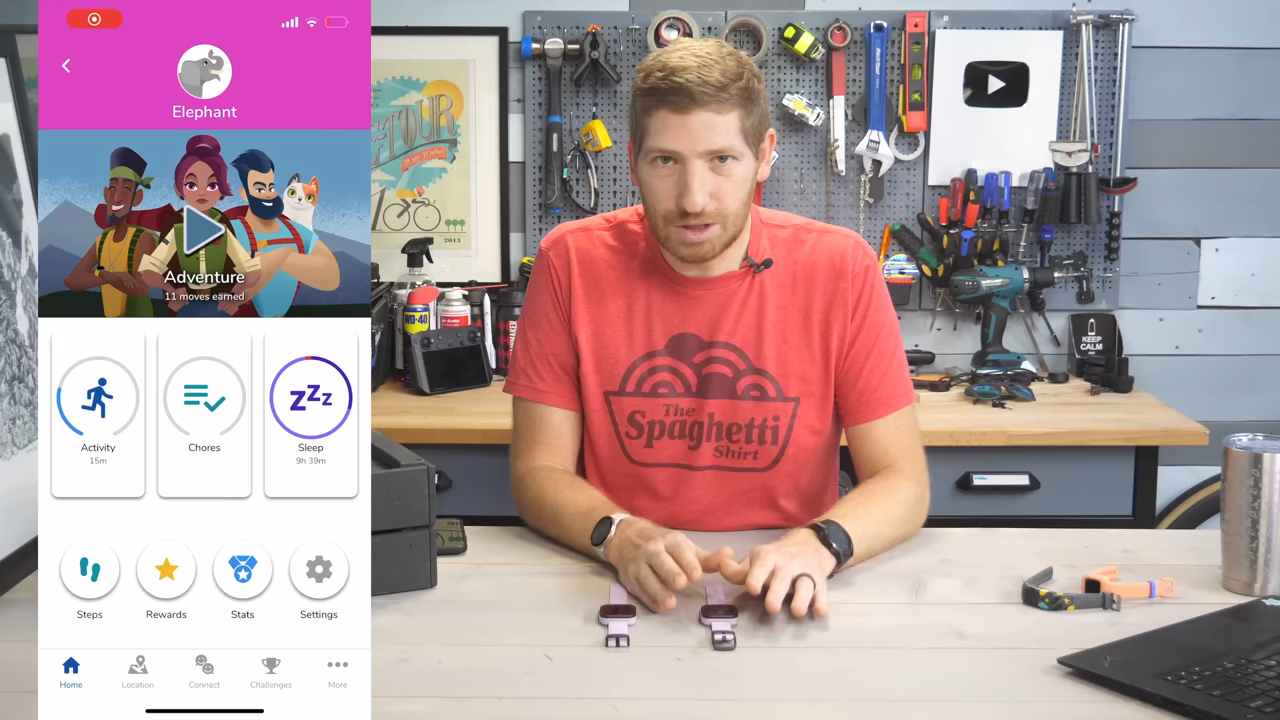 Elephant
Adventure
11 moves earned
Activity
15m
Chores
Sleep
9h 39m
Steps
Rewards
Stats
Settings
Home
Location
Connect
Challenges
More
2013
WD-40
KEEP
CALM
The
Spaghetti
Shirt